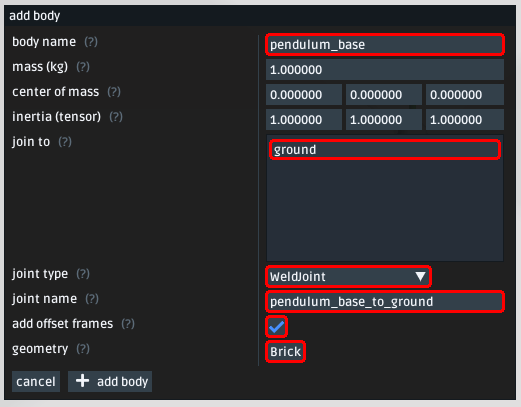 add body
body name (?) pendulum_base
mass (kg) (?) 1.000000
center of mass (?) 0.000000 0.000000 0.000000
inertia (tensor) (?) 1.000000 1.000000 1.000000
join to (?) ground
joint type (?) WeldJoint
joint name (?) pendulum_base_to_ground
add offset frames (?)
geometry (?) Brick
cancel + add body